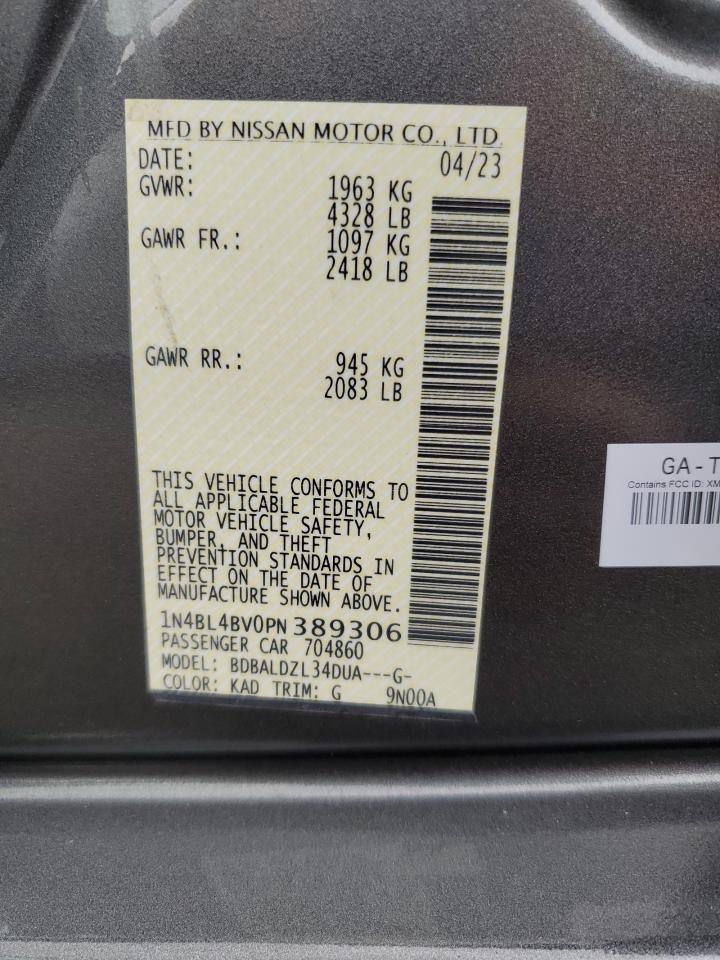 MFD BY NISSAN MOTOR CO., LTD.
DATE: 04/23
GVWR: 1963 KG
4328 LB
GAWR FR.: 1097 KG
2418 LB
GAWR RR.: 945 KG
2083 LB
THIS VEHICLE CONFORMS TO
ALL APPLICABLE FEDERAL
MOTOR VEHICLE SAFETY,
BUMPER, AND THEFT
PREVENTION STANDARDS IN
EFFECT ON THE DATE OF
MANUFACTURE SHOWN ABOVE.
1N4BL4BV0PN389306
PASSENGER CAR 704860
MODEL: BDBALDZL34DUA---G-
COLOR: KAD TRIM: G 9N00A
GA-T
Contains FCC ID: XM